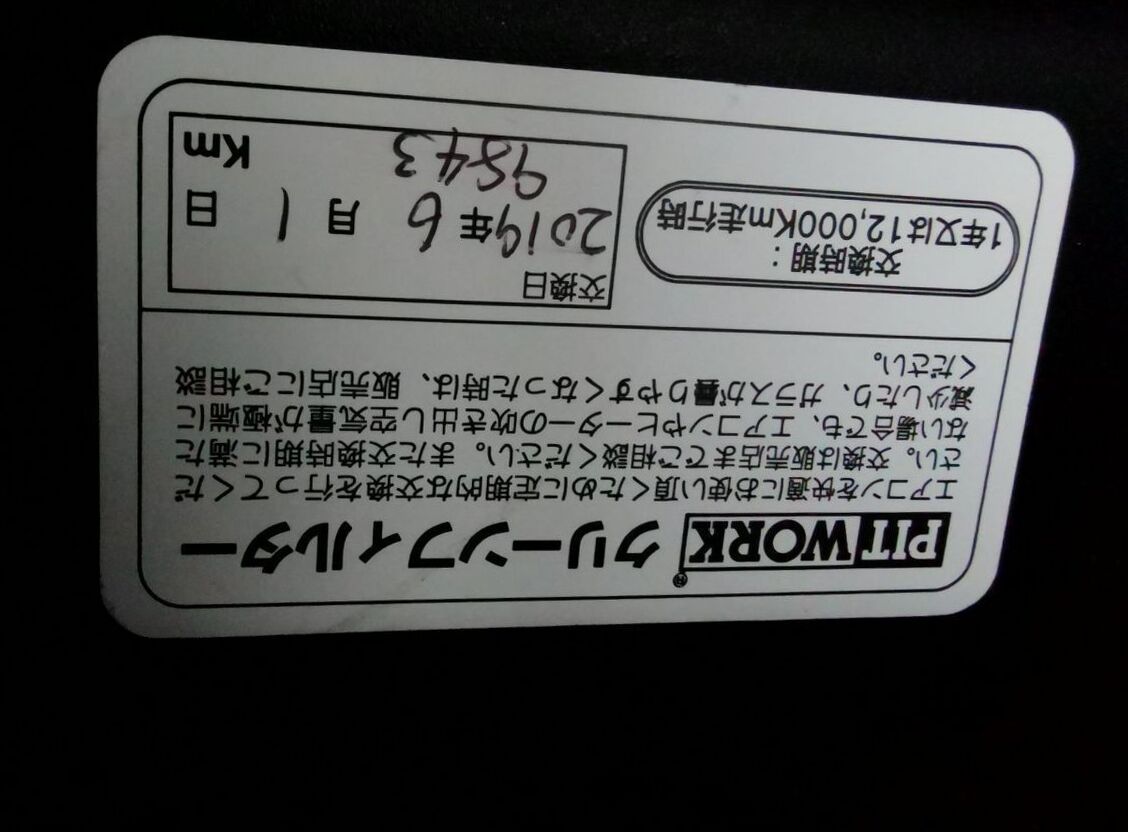 PIT WORK® クリーンフィルター
エアコンを快適にお使い頂くために定期的な交換を行ってくだ
さい。交換は販売店までご相談ください。また交換時期に満た
ない場合でも、エアコンやヒーターの吹き出し空気量が極端に
減少したり、ガラスが曇りやすくなった時は、販売店にご相談
ください。
交換時期：
1年又は12,000Km走行時
交換日
2019年 6 月 1 日
9843 Km